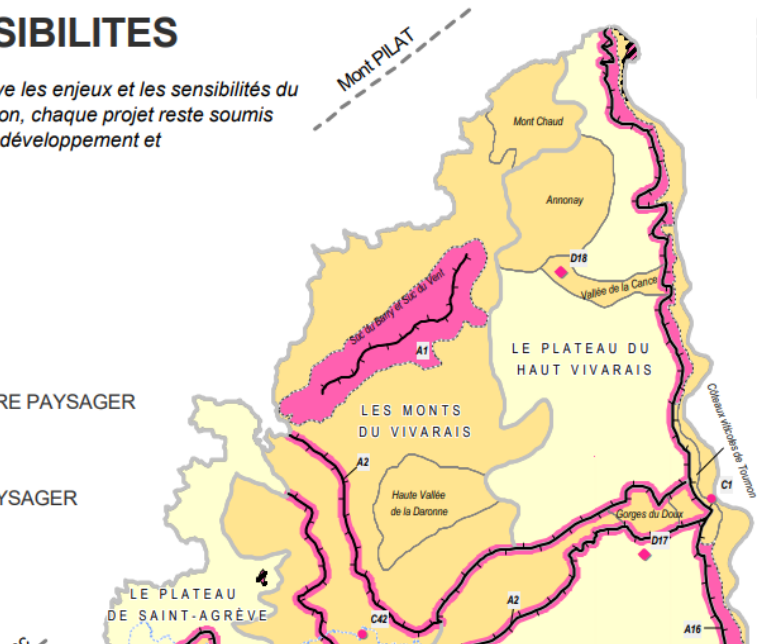 SIBILITES
ve les enjeux et les sensibilités du
on, chaque projet reste soumis
développement et
Mont PILAT
Mont Chaud
Annonay
D18
Vallée de la Cance
Suc du Barry et Suc du Vent
A1
LE PLATEAU DU
HAUT VIVARAIS
RE PAYSAGER
LES MONTS
DU VIVARAIS
Côteaux viticoles de Tournon
A2
YSAGER
Haute Vallée
de la Daronne
C1
Gorges du Doux
D17
LE PLATEAU
DE SAINT-AGRÈVE
A2
C42
A16